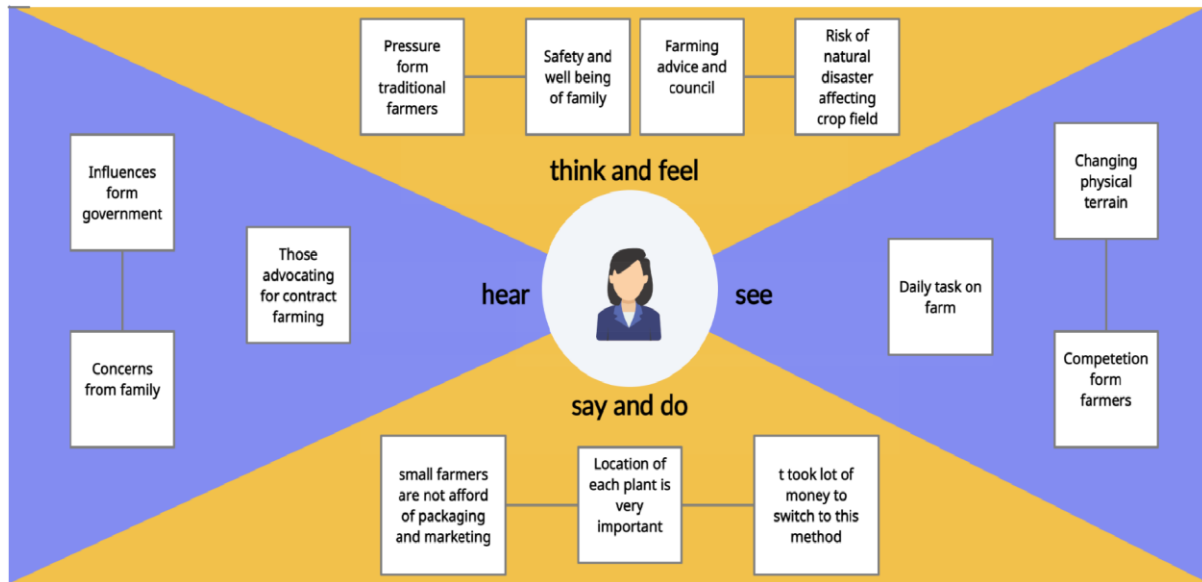 Pressure
form
traditional
farmers
Safety and
well being
of family
Farming
advice and
council
Risk of
natural
disaster
affecting
crop field
think and feel
Influences
form
government
Concerns
from family
Those
advocating
for contract
farming
hear
see
Daily task on
farm
Changing
physical
terrain
Competetion
form
farmers
say and do
small farmers
are not afford
of packaging
and marketing
Location of
each plant is
very
important
t took lot of
money to
switch to this
method